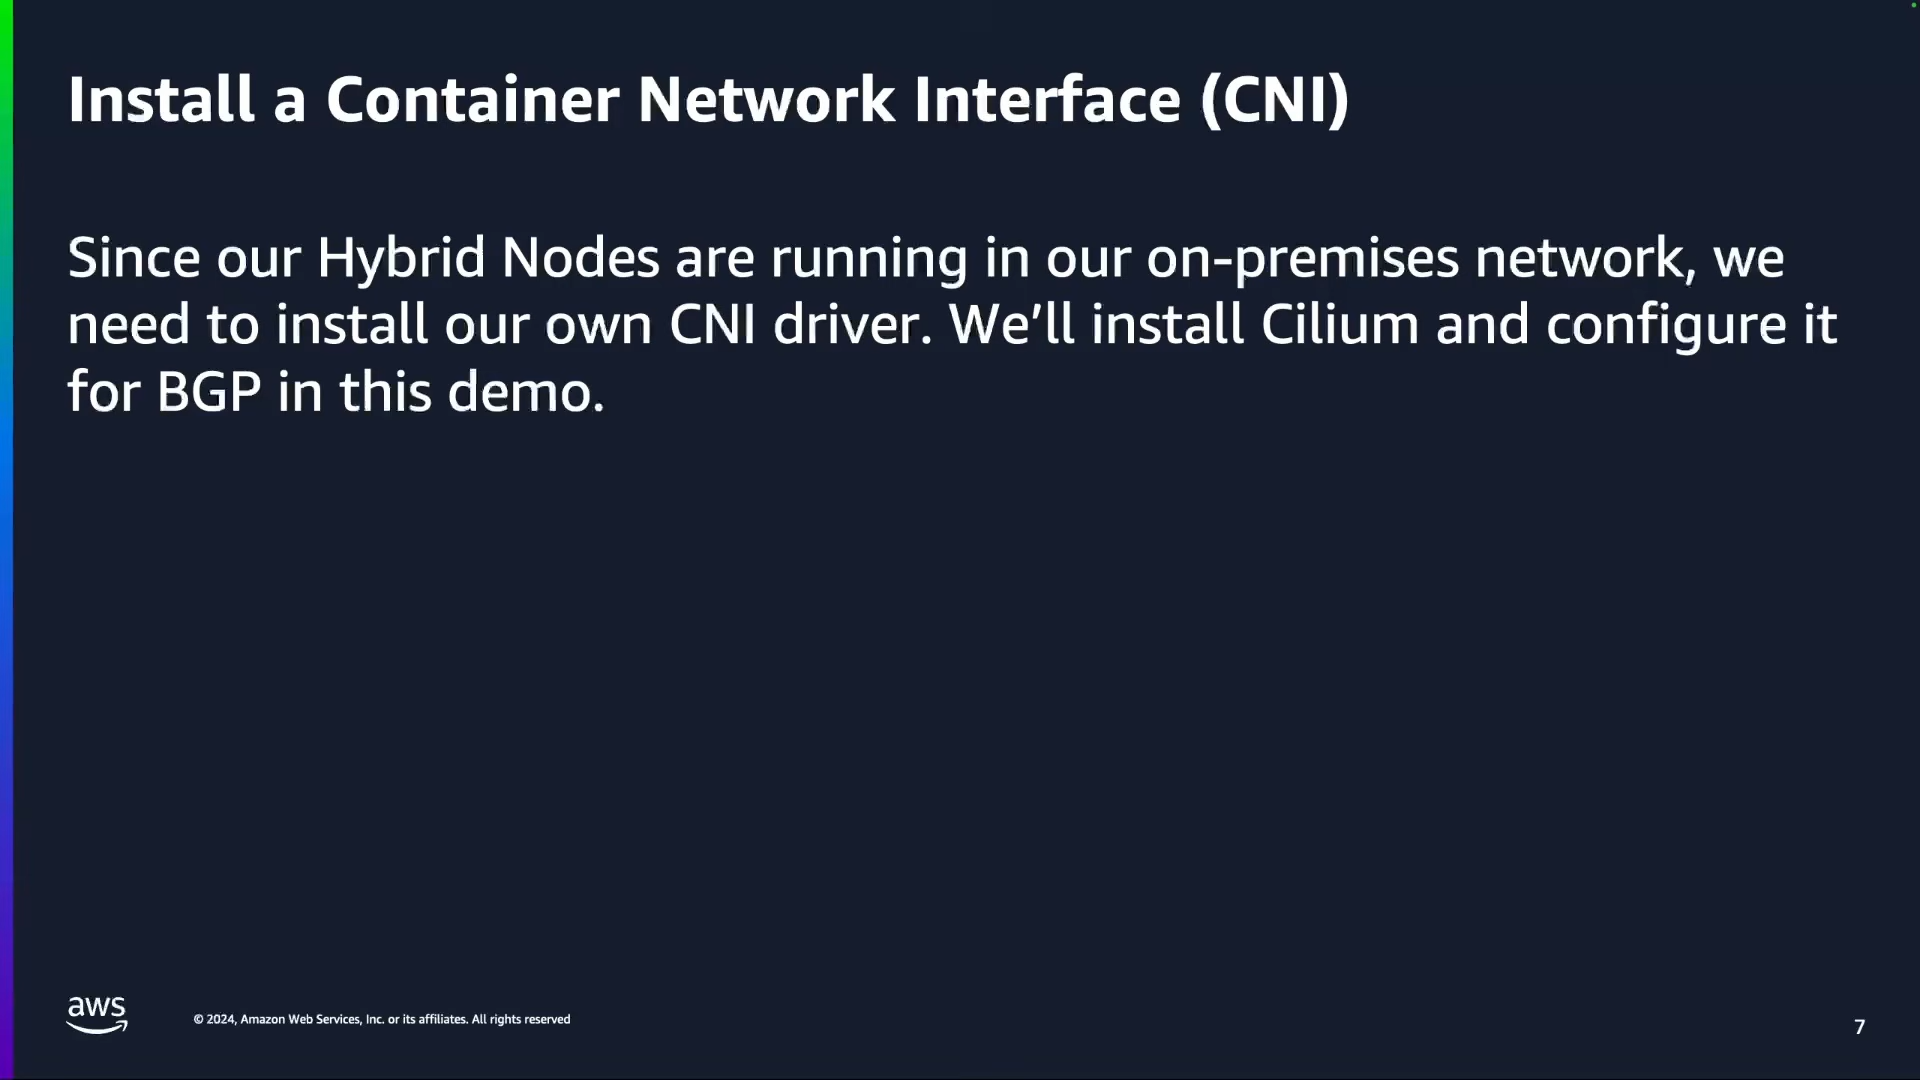 Install a Container Network Interface (CNI)
Since our Hybrid Nodes are running in our on-premises network, we
need to install our own CNI driver. We’ll install Cilium and configure it
for BGP in this demo.
aws
© 2024, Amazon Web Services, Inc. or its affiliates. All rights reserved
7